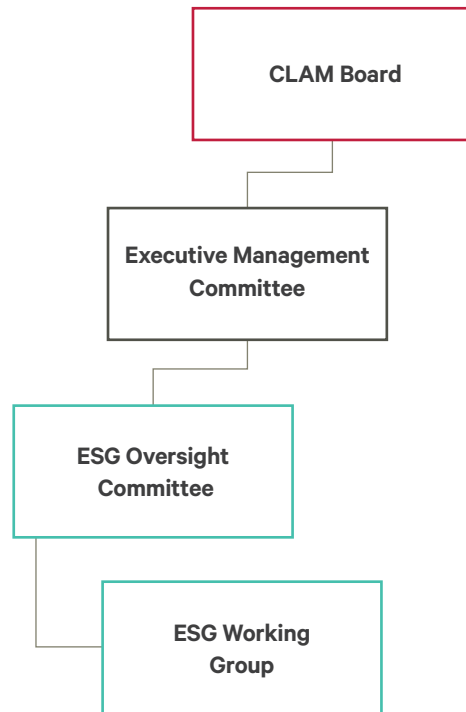 CLAM Board
Executive Management
Committee
ESG Oversight
Committee
ESG Working
Group